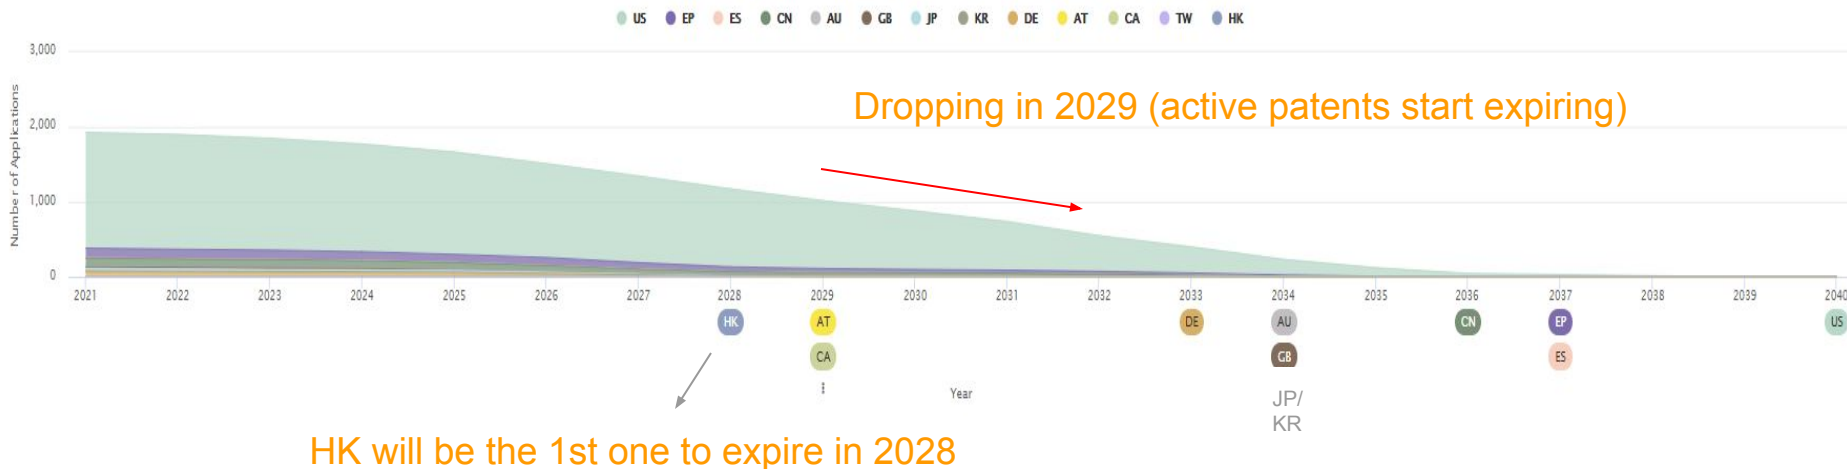 US EP ES CN AU GB JP KR DE AT CA TW HK
3,000
Dropping in 2029 (active patents start expiring)
2,000
Number of Applications
1,000
0
2021 2022 2023 2024 2025 2026 2027 2028 2029 2030 2031 2032 2033 2034 2035 2036 2037 2038 2039 2040
HK AT DE AU CN EP US
CA GB ES
Year
JP/
KR
HK will be the 1st one to expire in 2028